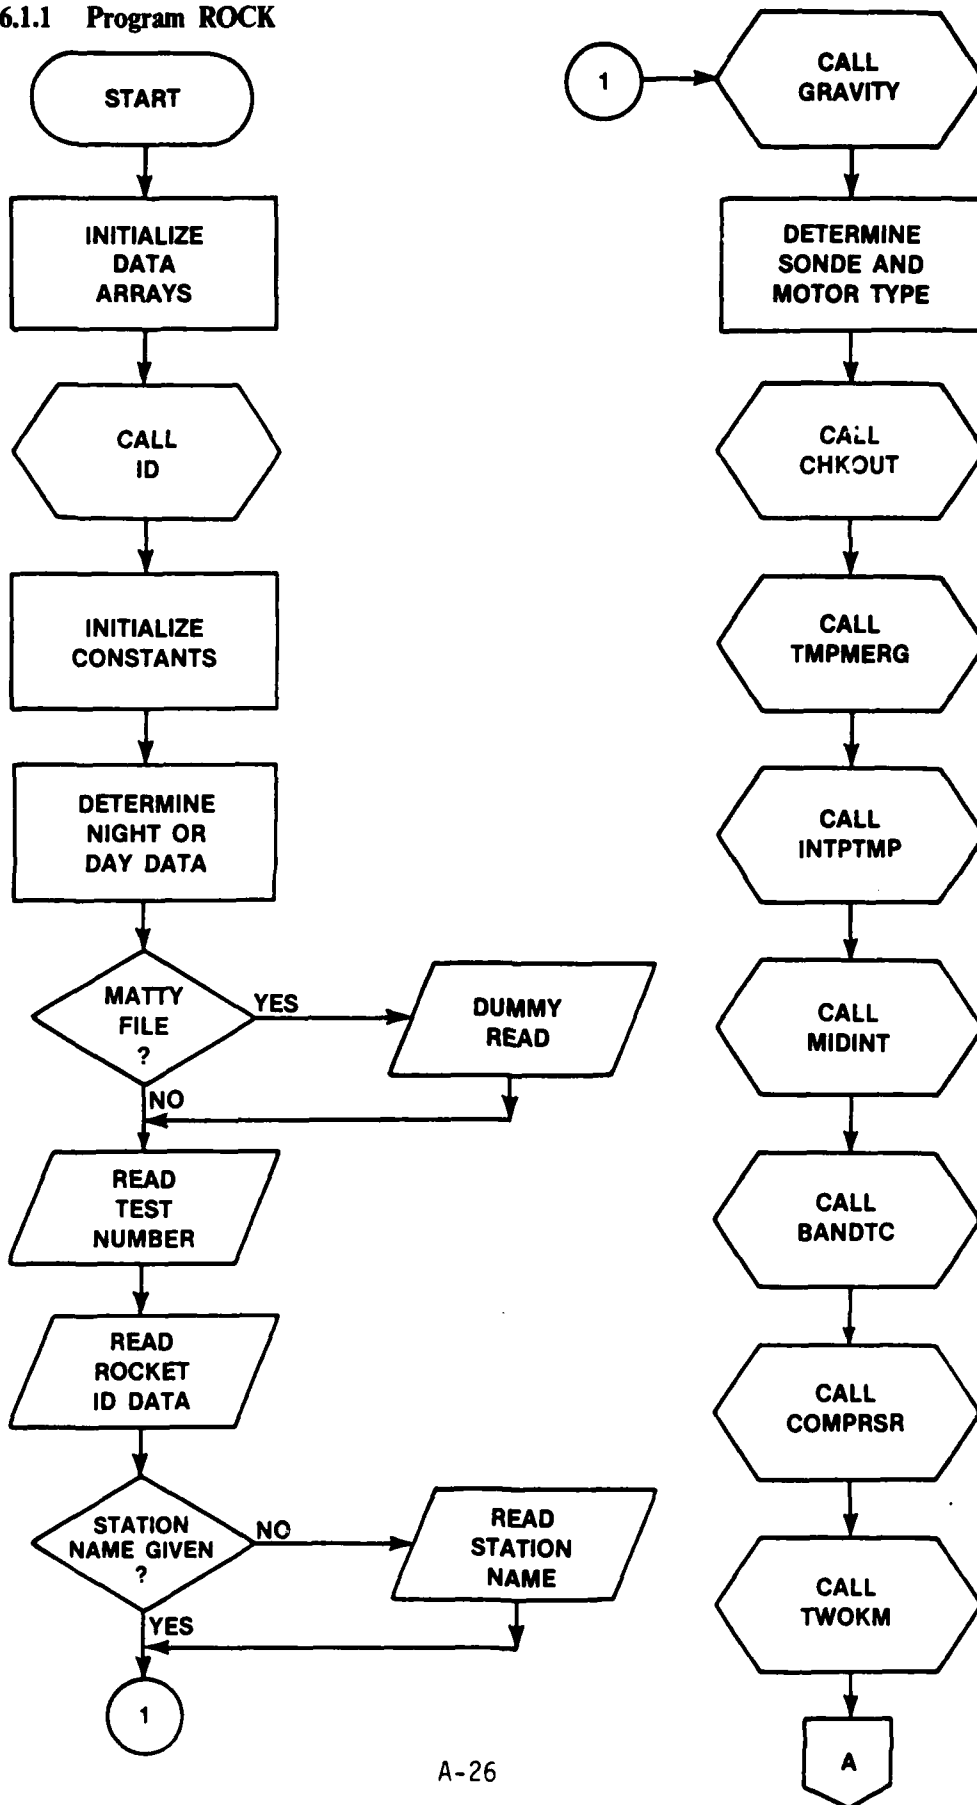 6.1.1 Program ROCK
START
INITIALIZE
DATA
ARRAYS
CALL
ID
INITIALIZE
CONSTANTS
DETERMINE
NIGHT OR
DAY DATA
MATTY
FILE
?
YES
DUMMY
READ
NO
READ
TEST
NUMBER
READ
ROCKET
ID DATA
STATION
NAME GIVEN
?
NO
READ
STATION
NAME
YES
1
1
CALL
GRAVITY
DETERMINE
SONDE AND
MOTOR TYPE
CALL
CHKOUT
CALL
TMPMERG
CALL
INTPTMP
CALL
MIDINT
CALL
BANDTC
CALL
COMPRSR
CALL
TWOKM
A
A-26